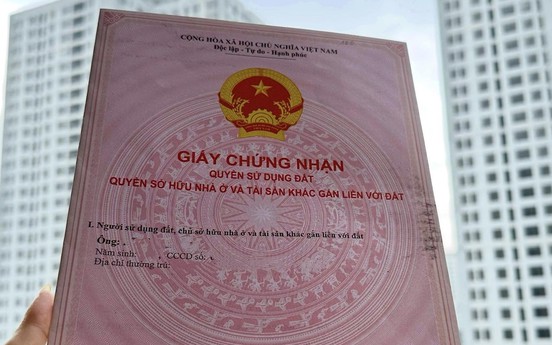 CỘNG HÒA XÃ HỘI CHỦ NGHĨA VIỆT NAM
Độc lập - Tự do - Hạnh phúc
GIẤY CHỨNG NHẬN
QUYỀN SỬ DỤNG ĐẤT
QUYỀN SỞ HỮU NHÀ Ở VÀ TÀI SẢN KHÁC GẮN LIỀN VỚI ĐẤT
I. Người sử dụng đất, chủ sở hữu nhà ở và tài sản khác gắn liền với đất
Ông:
Năm sinh: , CCCD số:
Địa chỉ thường trú: